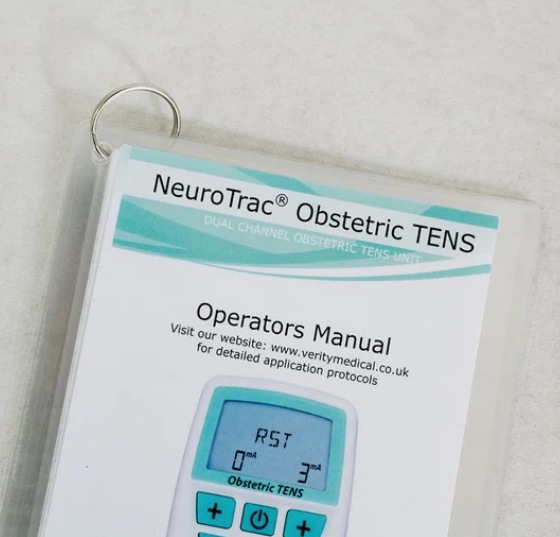 NeuroTrac® Obstetric TENS
DUAL CHANNEL OBSTETRIC TENS UNIT
Operators Manual
Visit our website: www.veritymedical.co.uk
for detailed application protocols
RST
0mA 3mA
Obstetric TENS
+ +